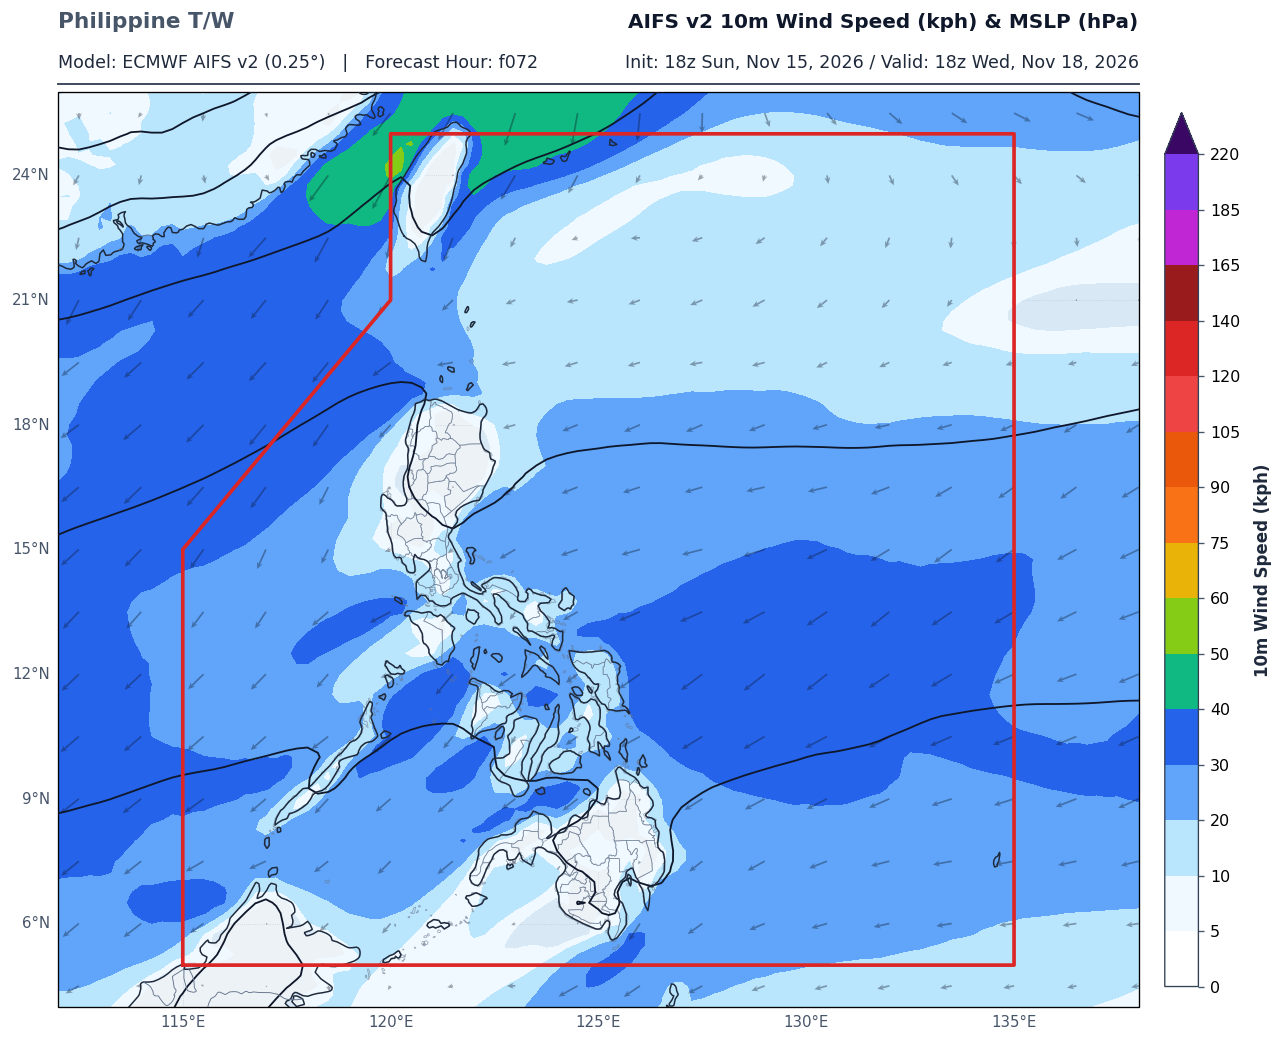 Philippine T/W
AIFS v2 10m Wind Speed (kph) & MSLP (hPa)
Model: ECMWF AIFS v2 (0.25°) | Forecast Hour: f072
Init: 18z Sun, Nov 15, 2026 / Valid: 18z Wed, Nov 18, 2026
24°N
21°N
18°N
15°N
12°N
9°N
6°N
115°E
120°E
125°E
130°E
135°E
220
185
165
140
120
105
90
75
60
50
40
30
20
10
5
0
10m Wind Speed (kph)